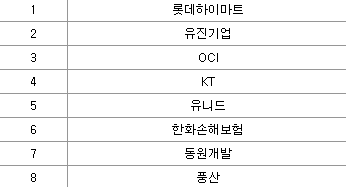 1 롯데하이마트
2 유진기업
3 OCI
4 KT
5 유니드
6 한화손해보험
7 동원개발
8 풍산